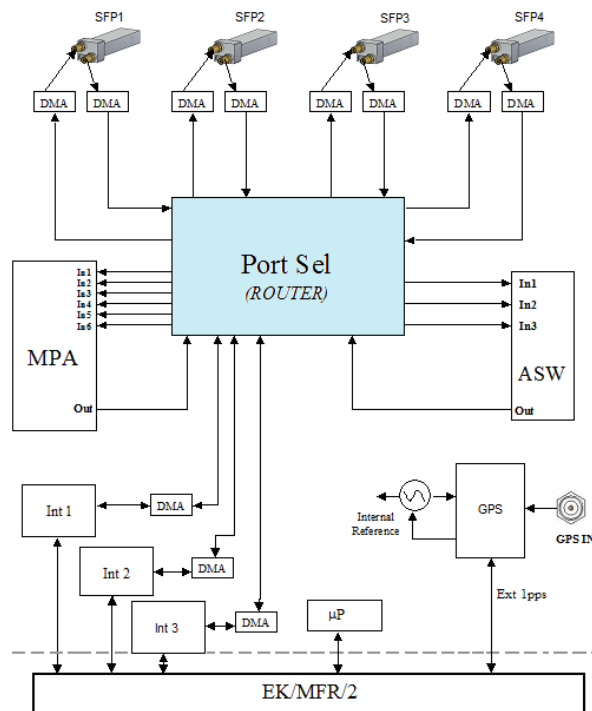 SFP1
SFP2
SFP3
SFP4
DMA
DMA
DMA
DMA
DMA
DMA
DMA
DMA
Port Sel
(ROUTER)
In1
In2
In3
In4
In5
In6
MPA
Out
In1
In2
In3
ASW
Out
Int 1
DMA
Int 2
DMA
Int 3
DMA
μP
Internal
Reference
GPS
GPS IN
Ext 1pps
EK/MFR/2